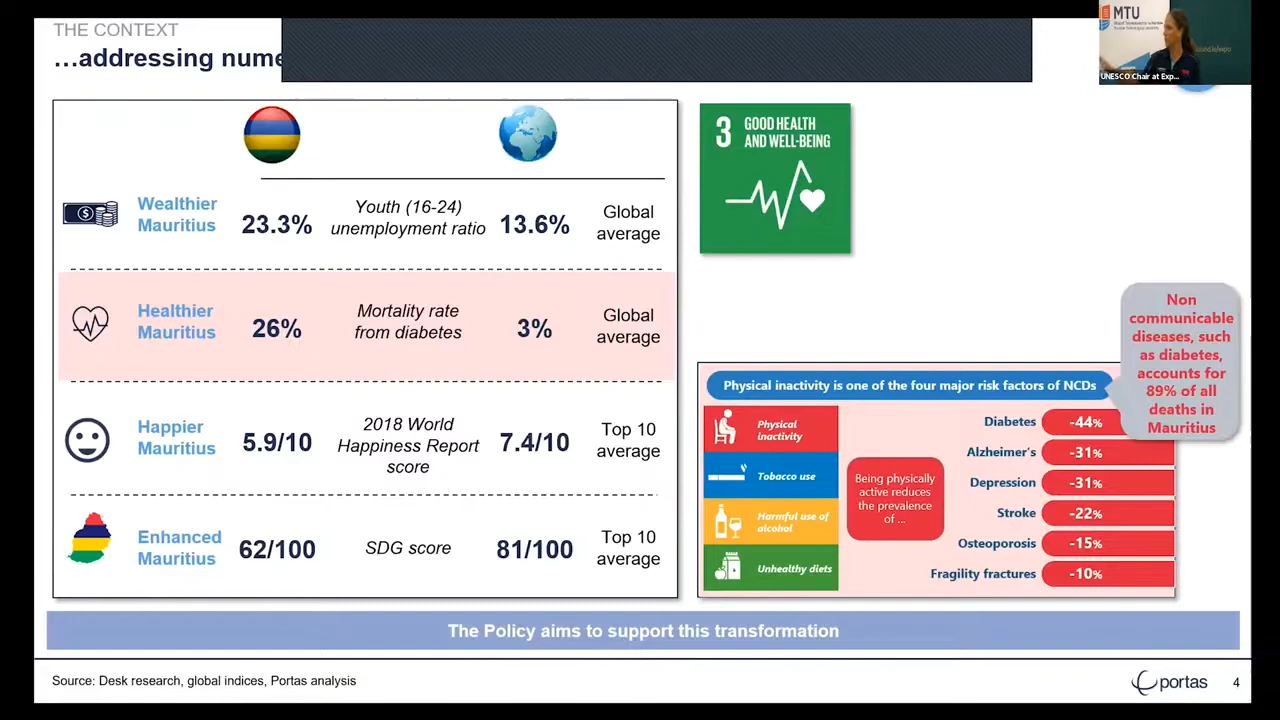 THE CONTEXT
…addressing nume
MTU
UNESCO Chair at Exp...
Wealthier
Mauritius
23.3%
Youth (16-24)
unemployment ratio
13.6%
Global
average
Healthier
Mauritius
26%
Mortality rate
from diabetes
3%
Global
average
Happier
Mauritius
5.9/10
2018 World
Happiness Report
score
7.4/10
Top 10
average
Enhanced
Mauritius
62/100
SDG score
81/100
Top 10
average
3 GOOD HEALTH
AND WELL-BEING
Non
communicable
diseases, such
as diabetes,
accounts for
89% of all
deaths in
Mauritius
Physical inactivity is one of the four major risk factors of NCDs
Physical
inactivity
Tobacco use
Harmful use of
alcohol
Unhealthy diets
Being physically
active reduces
the prevalence
of ...
Diabetes -44%
Alzheimer's -31%
Depression -31%
Stroke -22%
Osteoporosis -15%
Fragility fractures -10%
The Policy aims to support this transformation
Source: Desk research, global indices, Portas analysis
portas
4